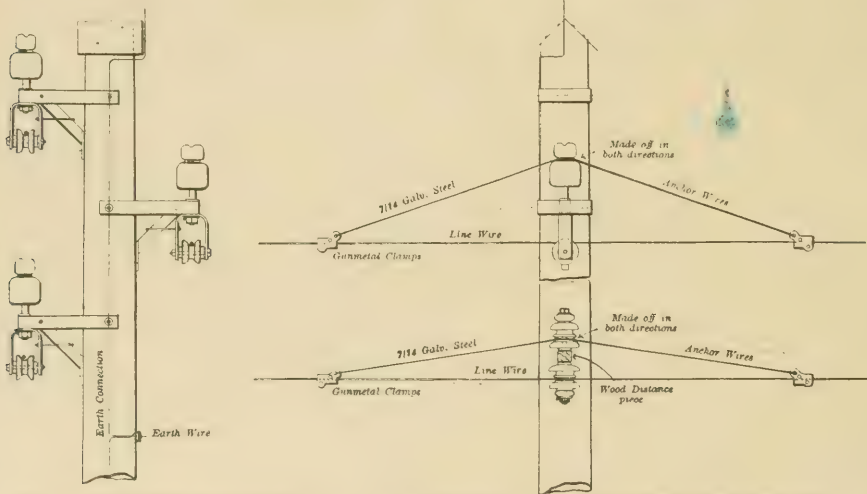 Made off in
both directions
7/14 Galv. Steel
Anchor Wires
Line Wire
Gunmetal Clamps
Made off in
both directions
7/14 Galv. Steel
Anchor Wires
Line Wire
Gunmetal Clamps
Wood Distance
piece
Earth Connection
Earth Wire